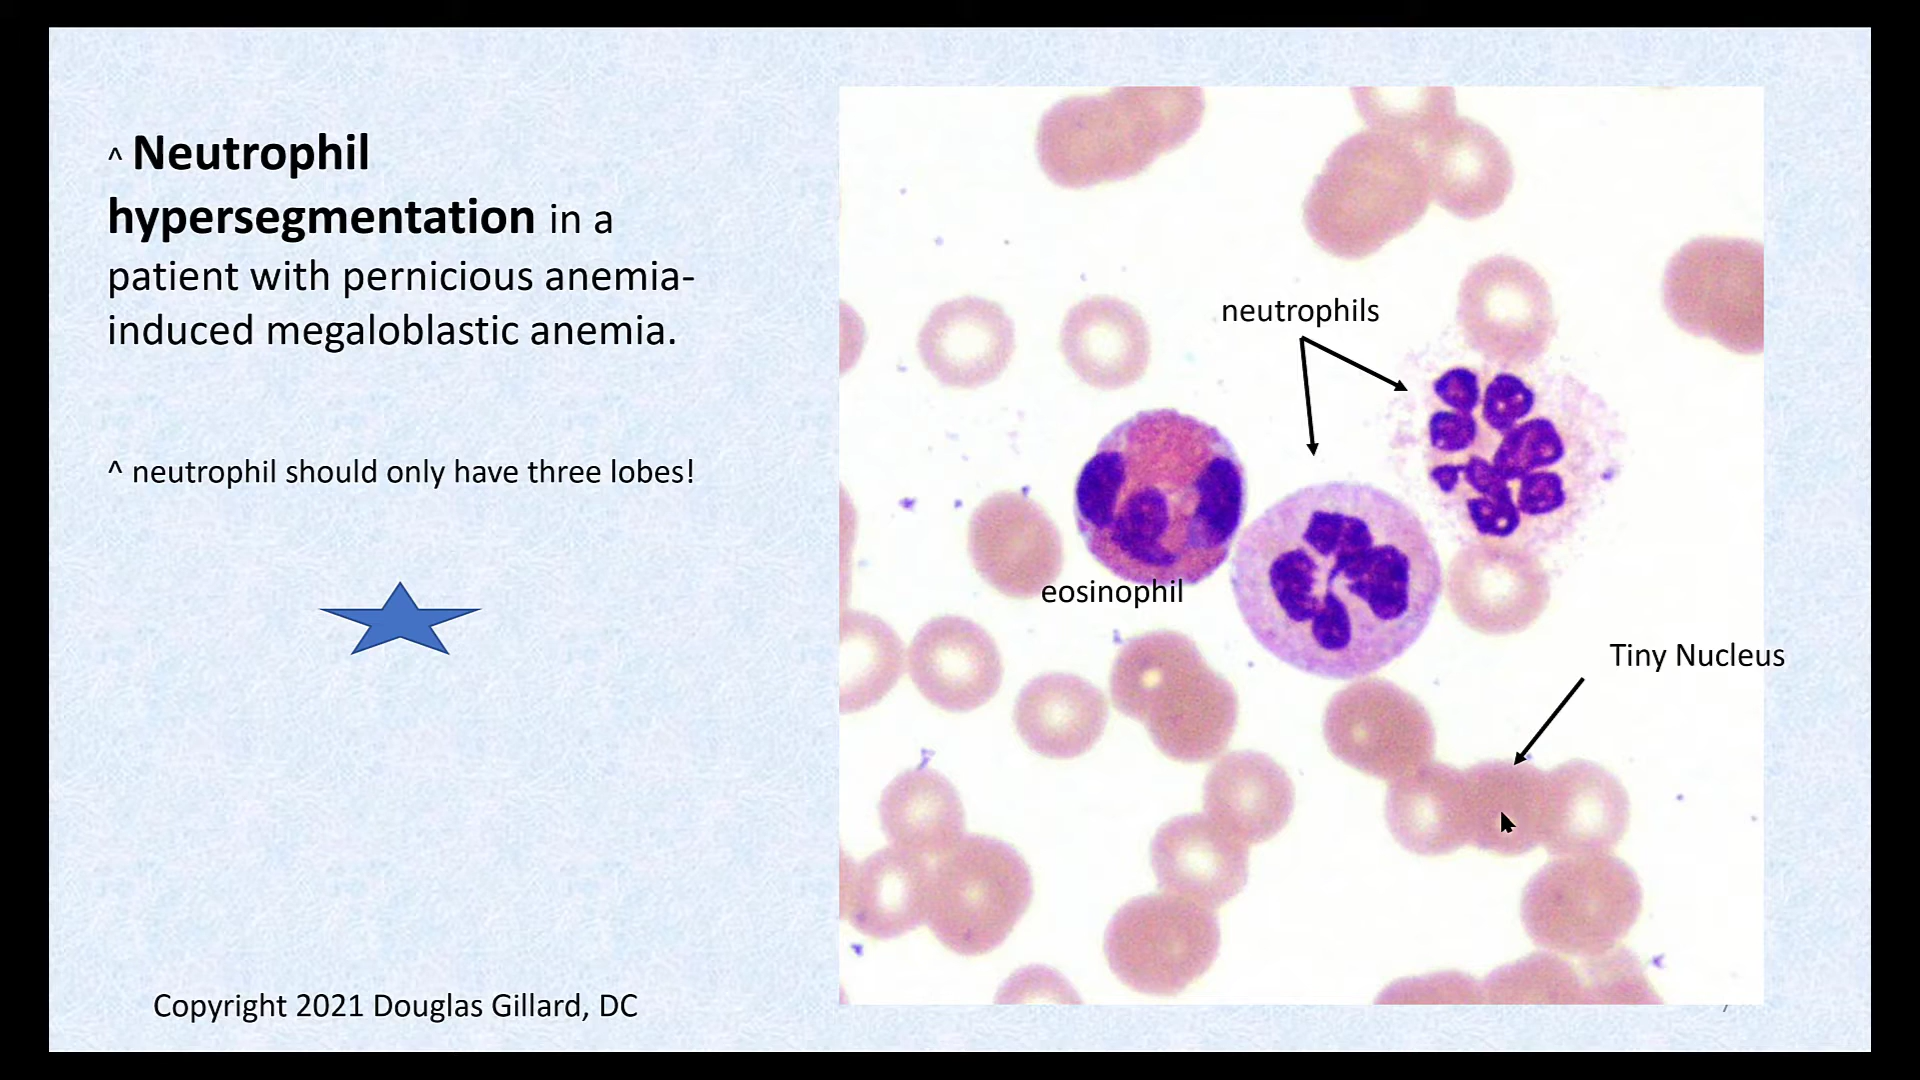 ^ Neutrophil
hypersegmentation in a
patient with pernicious anemia-
induced megaloblastic anemia.
^ neutrophil should only have three lobes!
Copyright 2021 Douglas Gillard, DC
neutrophils
eosinophil
Tiny Nucleus